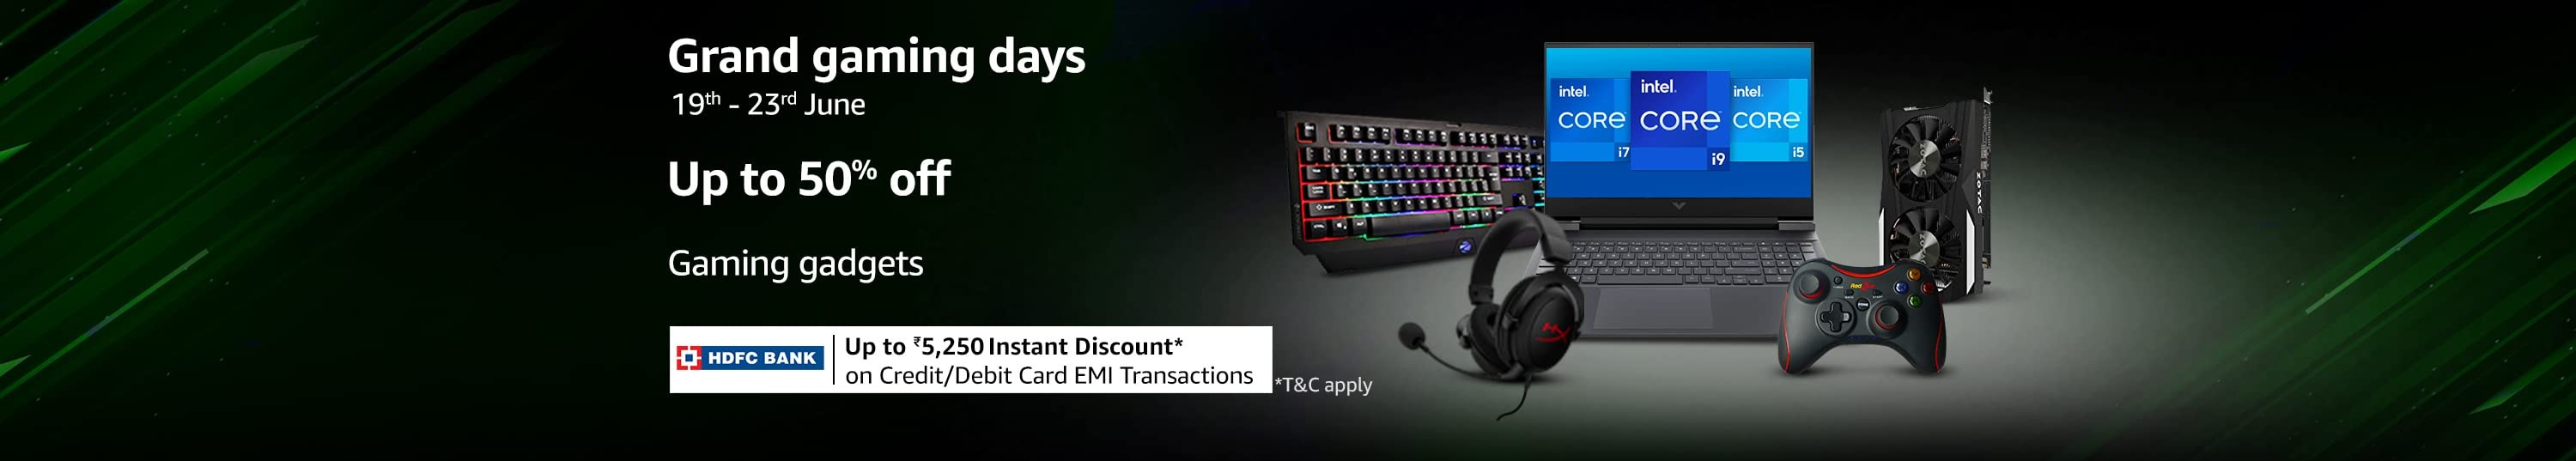 Grand gaming days
19th - 23rd June
Up to 50% off
Gaming gadgets
HDFC BANK
Up to ₹5,250 Instant Discount*
on Credit/Debit Card EMI Transactions
*T&C apply
intel.
CORE
i7
intel.
CORE
i9
intel.
CORE
i5
ZOTAC